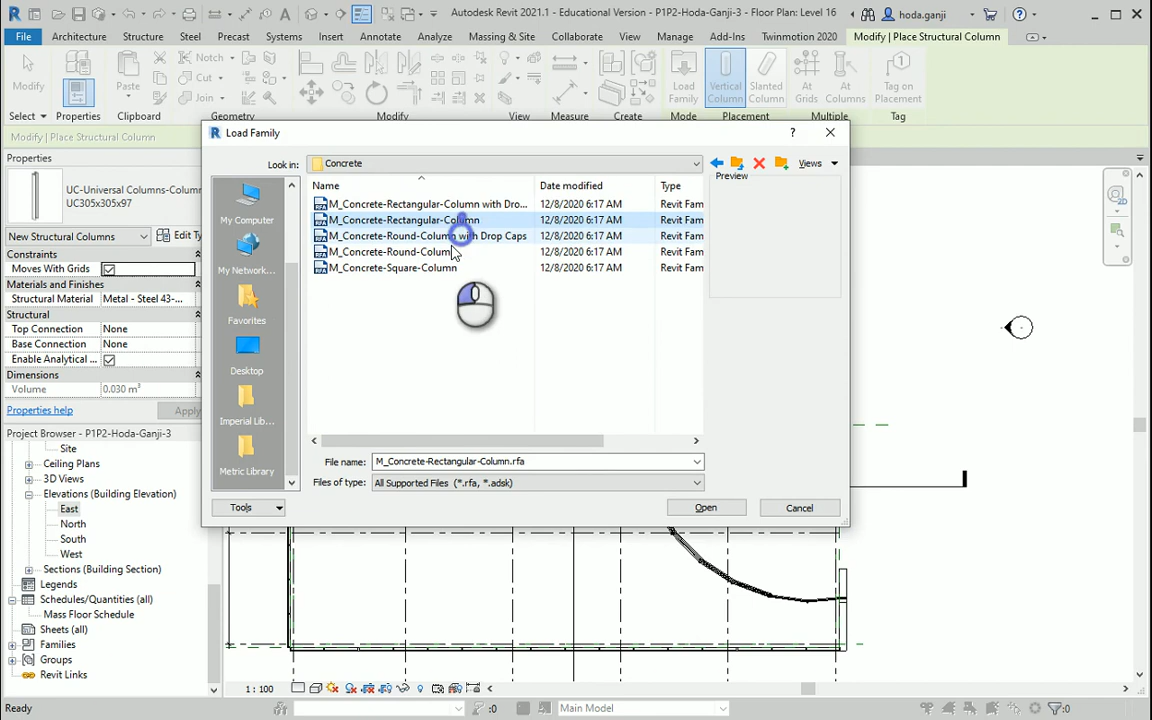 Autodesk Revit 2021.1 - Educational Version - P1P2-Hoda-Ganji-3 - Floor Plan: Level 16
hoda.ganji
File Architecture Structure Steel Precast Systems Insert Annotate Analyze Massing & Site Collaborate View Manage Add-Ins Twinmotion 2020 Modify | Place Structural Column
Notch
Cut
Join
Modify
Paste
Load Family
Vertical Column
Slanted Column
At Grids
At Columns
Tag on Placement
Select Properties Clipboard Geometry Modify View Measure Create Mode Placement Multiple Tag
Modify | Place Structural Column
Load Family
Properties
UC-Universal Columns-Column
UC305x305x97
New Structural Columns
Edit Ty
Constraints
Moves With Grids
Materials and Finishes
Structural Material Metal - Steel 43-...
Structural
Top Connection None
Base Connection None
Enable Analytical ...
Dimensions
Volume 0.030 m³
Properties help
Apply
Look in: Concrete
Views
My Computer
My Network...
Favorites
Desktop
Imperial Lib...
Metric Library
Name Date modified Type
M_Concrete-Rectangular-Column with Dro... 12/8/2020 6:17 AM Revit Fam
M_Concrete-Rectangular-Column 12/8/2020 6:17 AM Revit Fam
M_Concrete-Round-Column with Drop Caps 12/8/2020 6:17 AM Revit Fam
M_Concrete-Round-Column 12/8/2020 6:17 AM Revit Fam
M_Concrete-Square-Column 12/8/2020 6:17 AM Revit Fam
Preview
File name: M_Concrete-Rectangular-Column.rfa
Files of type: All Supported Files (*.rfa, *.adsk)
Tools
Open
Cancel
Project Browser - P1P2-Hoda-Ganji-3
Site
Ceiling Plans
3D Views
Elevations (Building Elevation)
East
North
South
West
Sections (Building Section)
Legends
Schedules/Quantities (all)
Mass Floor Schedule
Sheets (all)
Families
Groups
Revit Links
1 : 100
Ready
:0
Main Model
:0